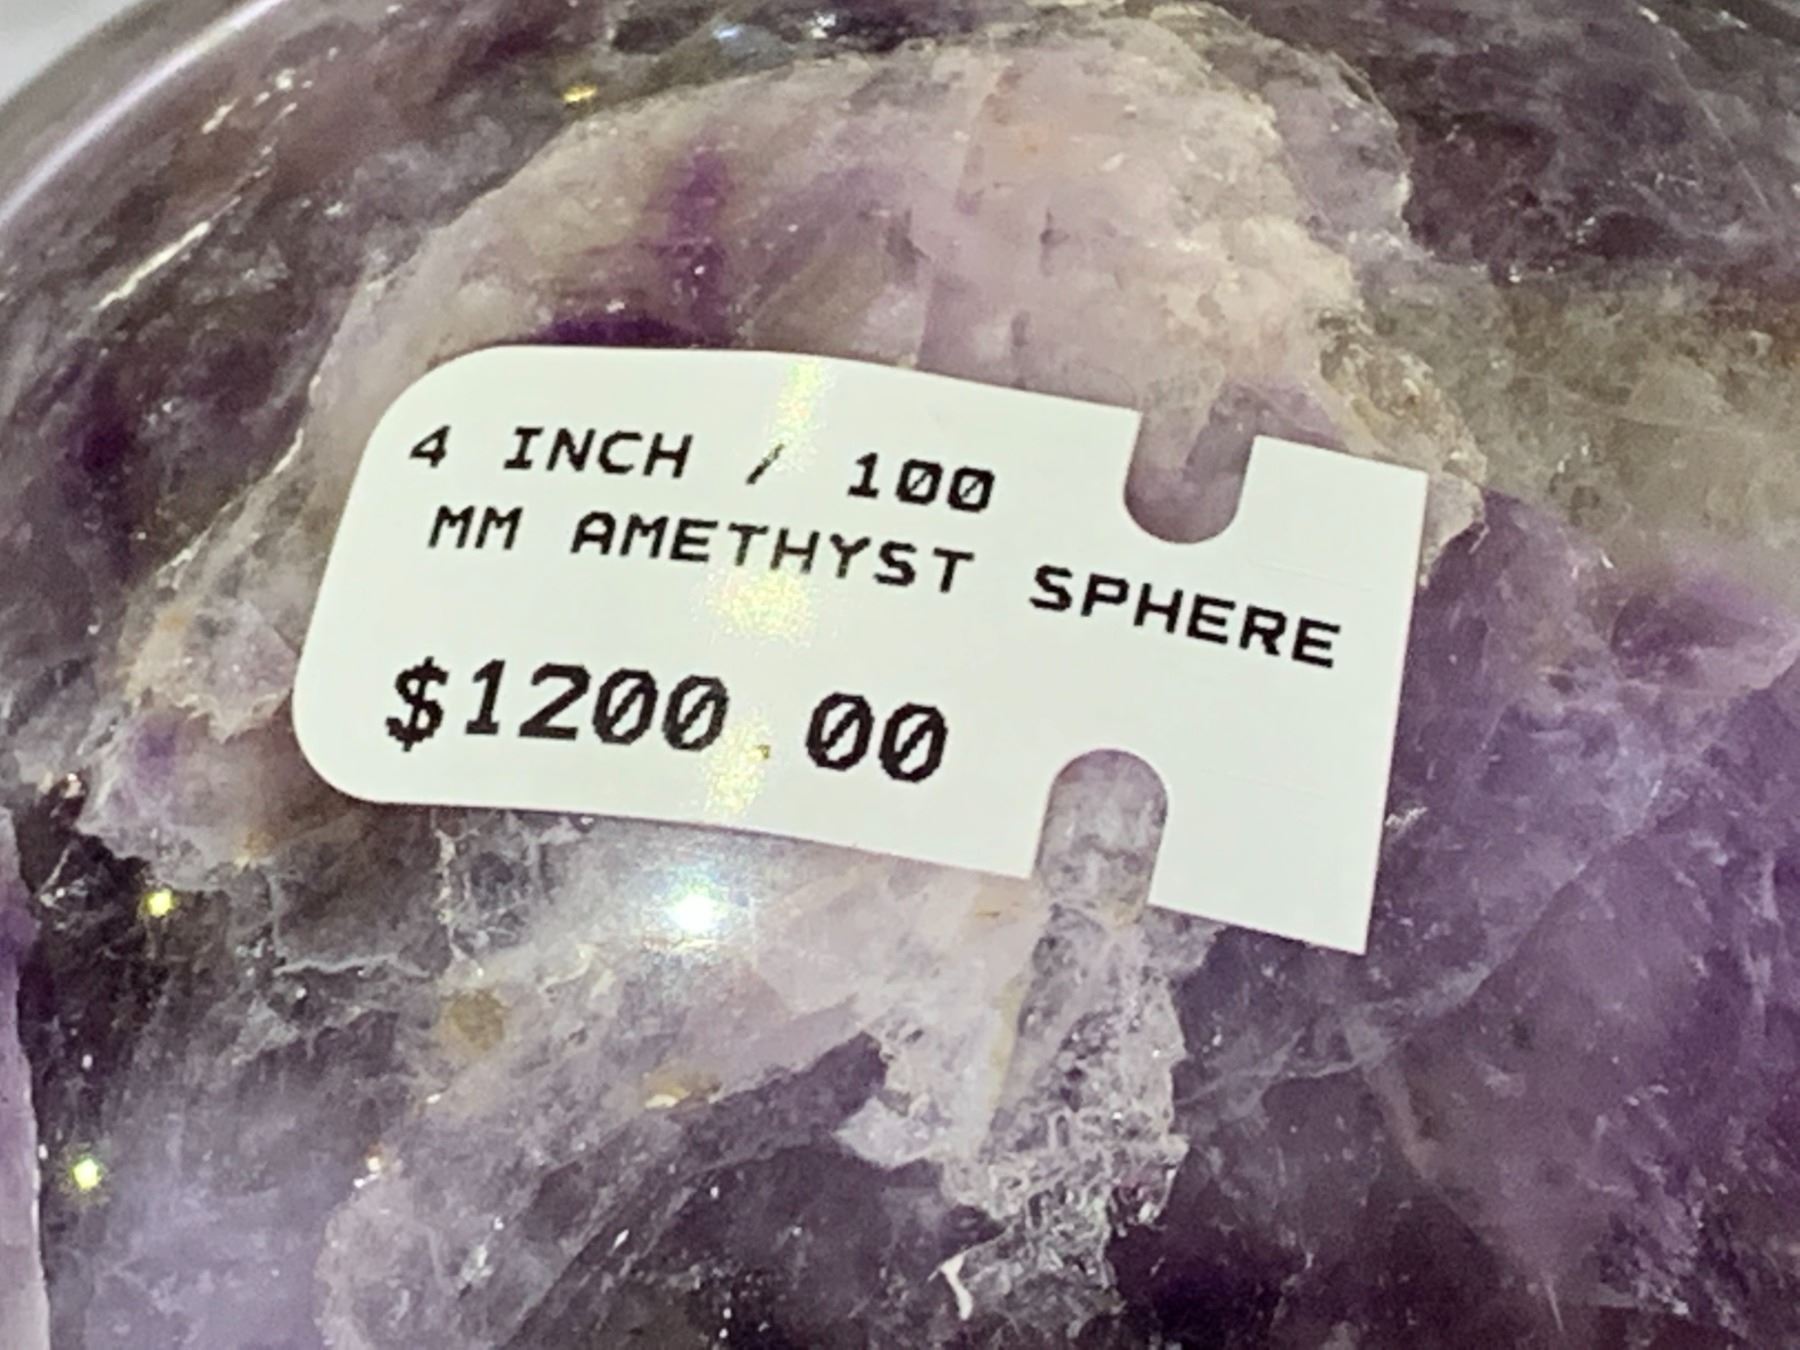 4 INCH / 100
MM AMETHYST SPHERE
$1200.00